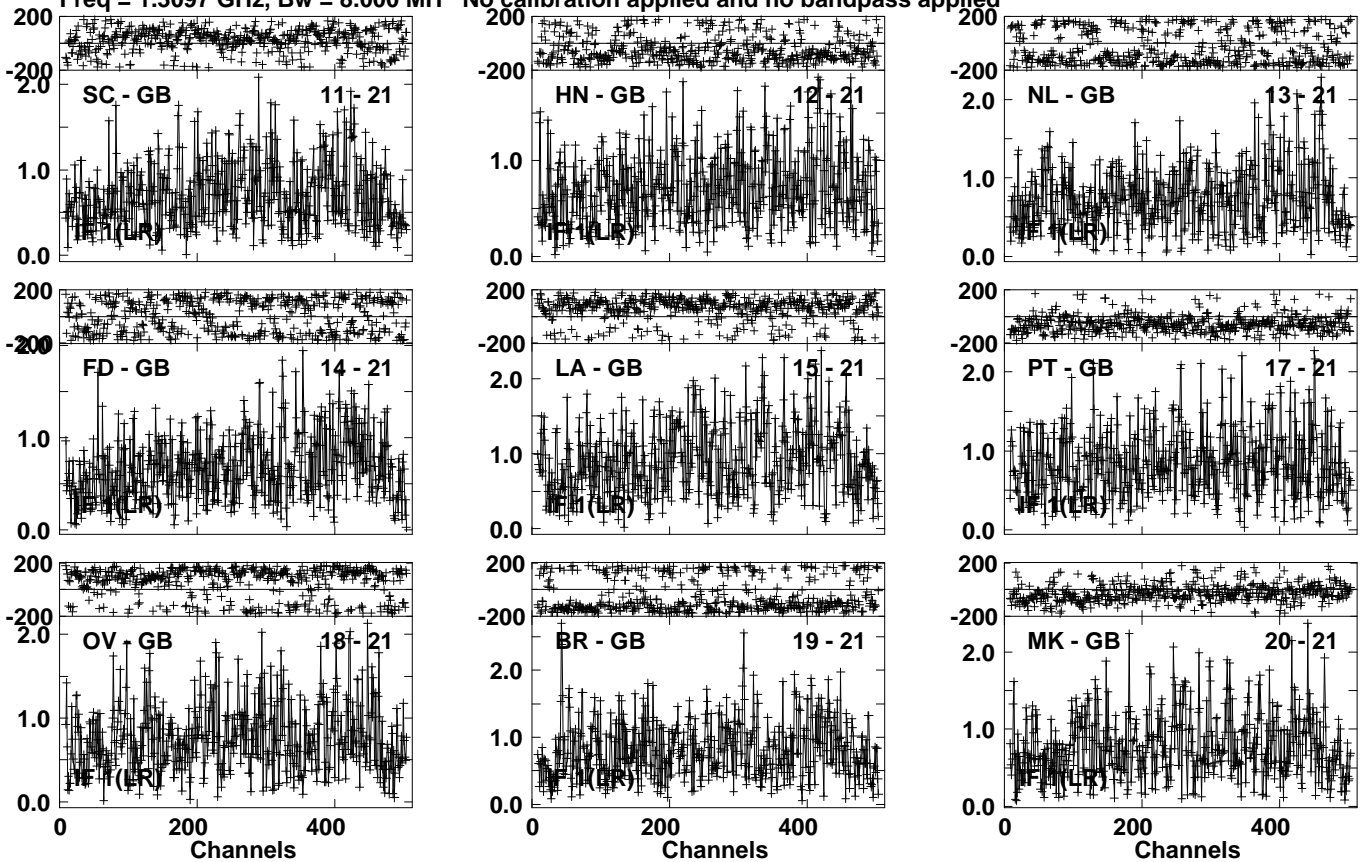 Freq = 1.5097 GHz, Bw = 8.000 MH No calibration applied and no bandpass applied
200 200 200
-200 -200 -200
2.0 SC - GB 11 - 21 HN - GB 12 - 21 2.0 NL - GB 13 - 21
1.0 1.0 1.0
IF 1(LR) IF 1(LR) IF 1(LR)
0.0 0.0 0.0
200 200 200
-200 -200 -200
2.0 FD - GB 14 - 21 2.0 LA - GB 15 - 21 2.0 PT - GB 17 - 21
1.0 1.0 1.0
IF 1(LR) IF 1(LR) IF 1(LR)
0.0 0.0 0.0
200 200 200
-200 -200 -200
2.0 OV - GB 18 - 21 2.0 BR - GB 19 - 21 2.0 MK - GB 20 - 21
1.0 1.0 1.0
IF 1(LR) IF 1(LR) IF 1(LR)
0.0 0.0 0.0
0 200 400 0 200 400 0 200 400
Channels Channels Channels